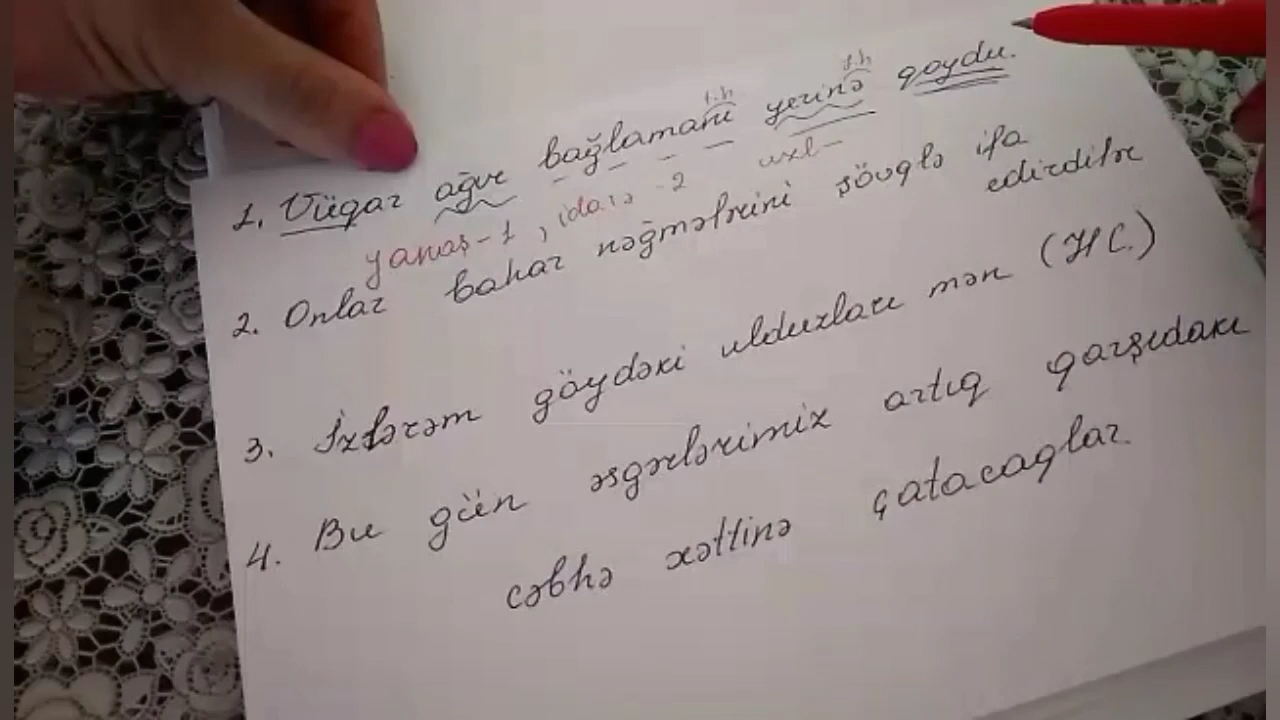 t.h t.h
1. Vüqar ağır bağlamanı yerinə qoydu.
yanaş-1, idarə-2 uzl-
2. Onlar bahar nəğmələrini şövqlə ifa
edirdilər
3. İzlərəm göydəki ulduzları mən (H C.)
4. Bu gün əsgərlərimiz artıq qarşıdakı
cəbhə xəttinə çatacaqlar.